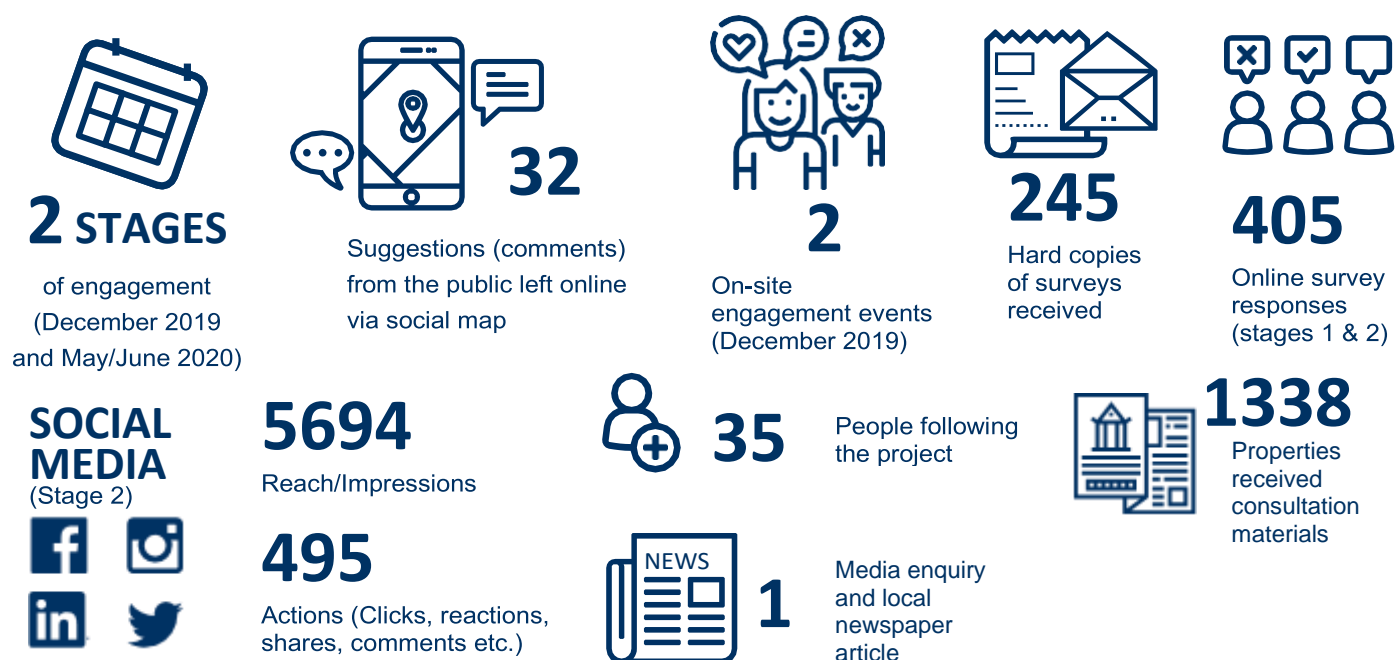 2 STAGES
of engagement
(December 2019
and May/June 2020)
32
Suggestions (comments)
from the public left online
via social map
2
On-site
engagement events
(December 2019)
245
Hard copies
of surveys
received
405
Online survey
responses
(stages 1 & 2)
SOCIAL
MEDIA
(Stage 2)
in
5694
Reach/Impressions
495
Actions (Clicks, reactions,
shares, comments etc.)
35
People following
the project
NEWS
1
Media enquiry
and local
newspaper
article
1338
Properties
received
consultation
materials